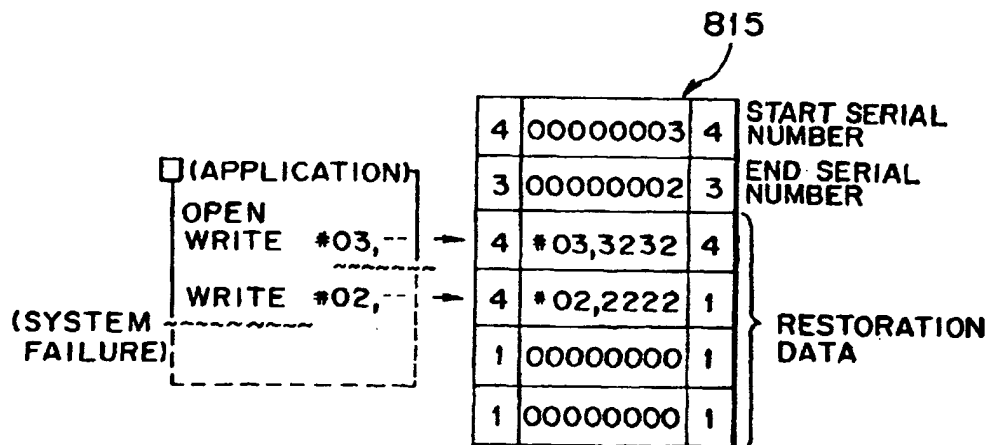 815
4 00000003 4 START SERIAL
NUMBER
3 00000002 3 END SERIAL
NUMBER
(APPLICATION)
OPEN
WRITE #03,-- 4 #03,3232 4
WRITE #02,-- 4 #02,2222 1
(SYSTEM
FAILURE)
1 00000000 1
1 00000000 1
RESTORATION
DATA